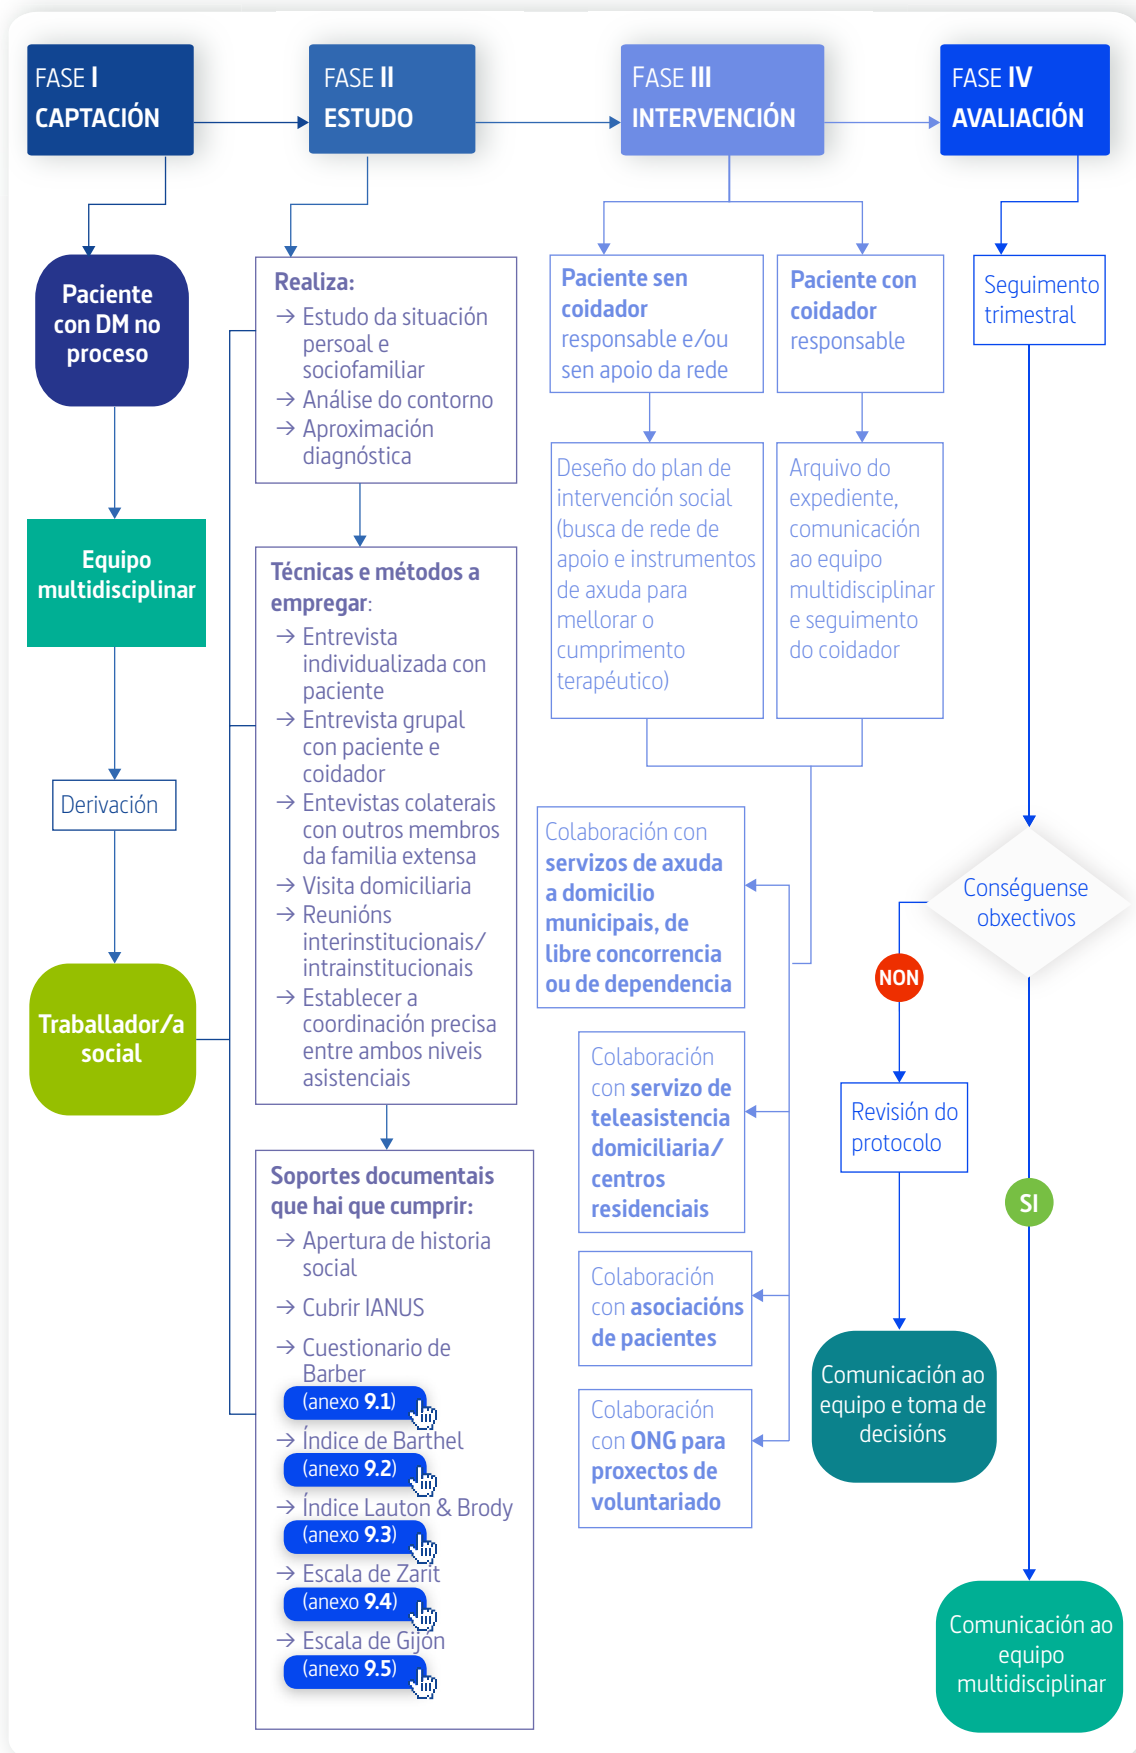 FASE I
CAPTACIÓN
FASE II
ESTUDO
FASE III
INTERVENCIÓN
FASE IV
AVALIACIÓN
Paciente
con DM no
proceso
Equipo
multidisciplinar
Derivación
Traballador/a
social
Realiza:
→ Estudo da situación
persoal e
sociofamiliar
→ Análise do contorno
→ Aproximación
diagnóstica
Técnicas e métodos a
empregar:
→ Entrevista
individualizada con
paciente
→ Entrevista grupal
con paciente e
coidador
→ Entevistas colaterais
con outros membros
da familia extensa
→ Visita domiciliaria
→ Reunións
interinstitucionais/
intrainstitucionais
→ Establecer a
coordinación precisa
entre ambos niveis
asistenciais
Soportes documentais
que hai que cumprir:
→ Apertura de historia
social
→ Cubrir IANUS
→ Cuestionario de
Barber
(anexo 9.1)
→ Índice de Barthel
(anexo 9.2)
→ Índice Lauton & Brody
(anexo 9.3)
→ Escala de Zarit
(anexo 9.4)
→ Escala de Gijón
(anexo 9.5)
Paciente sen
coidador
responsable e/ou
sen apoio da rede
Paciente con
coidador
responsable
Deseño do plan de
intervención social
(busca de rede de
apoio e instrumentos
de axuda para
mellorar o
cumprimento
terapéutico)
Arquivo do
expediente,
comunicación
ao equipo
multidisciplinar
e seguimento
do coidador
Colaboración con
servizos de axuda
a domicilio
municipais, de
libre concorrencia
ou de dependencia
Colaboración
con servizo de
teleasistencia
domiciliaria/
centros
residenciais
Colaboración
con asociacións
de pacientes
Colaboración
con ONG para
proxectos de
voluntariado
Seguimento
trimestral
Conséguense
obxectivos
NON
Revisión do
protocolo
SI
Comunicación ao
equipo e toma de
decisións
Comunicación ao
equipo
multidisciplinar